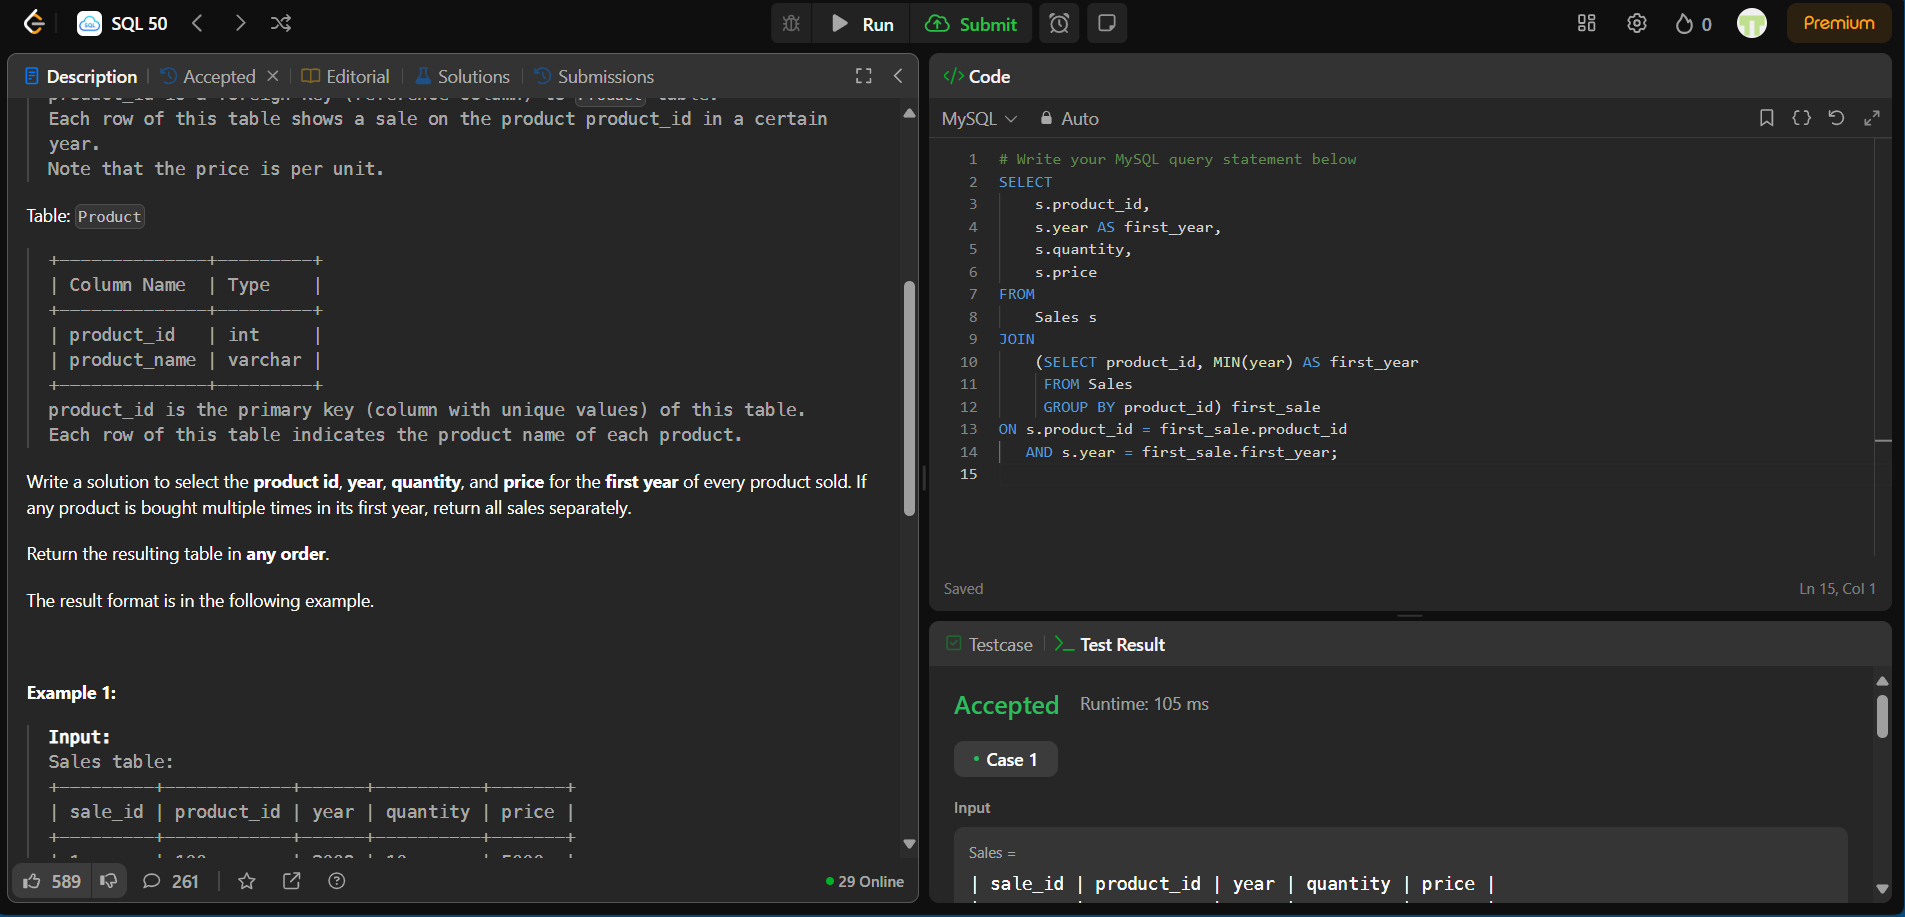 SQL 50
Run
Submit
0
Premium
Description
Accepted
Editorial
Solutions
Submissions
product_id is a foreign key (reference column) to Product table.
Each row of this table shows a sale on the product product_id in a certain
year.
Note that the price is per unit.
Table: Product
+---------------+---------+
| Column Name   | Type    |
+---------------+---------+
| product_id    | int     |
| product_name  | varchar |
+---------------+---------+
product_id is the primary key (column with unique values) of this table.
Each row of this table indicates the product name of each product.
Write a solution to select the product id, year, quantity, and price for the first year of every product sold. If
any product is bought multiple times in its first year, return all sales separately.
Return the resulting table in any order.
The result format is in the following example.
Example 1:
Input:
Sales table:
+---------+------------+------+----------+-------+
| sale_id | product_id | year | quantity | price |
+---------+------------+------+----------+-------+
589
261
29 Online
Code
MySQL
Auto
1 # Write your MySQL query statement below
2 SELECT
3     s.product_id,
4     s.year AS first_year,
5     s.quantity,
6     s.price
7 FROM
8     Sales s
9 JOIN
10     (SELECT product_id, MIN(year) AS first_year
11      FROM Sales
12      GROUP BY product_id) first_sale
13 ON s.product_id = first_sale.product_id
14    AND s.year = first_sale.first_year;
15
Saved
Ln 15, Col 1
Testcase
Test Result
Accepted
Runtime: 105 ms
Case 1
Input
Sales =
| sale_id | product_id | year | quantity | price |